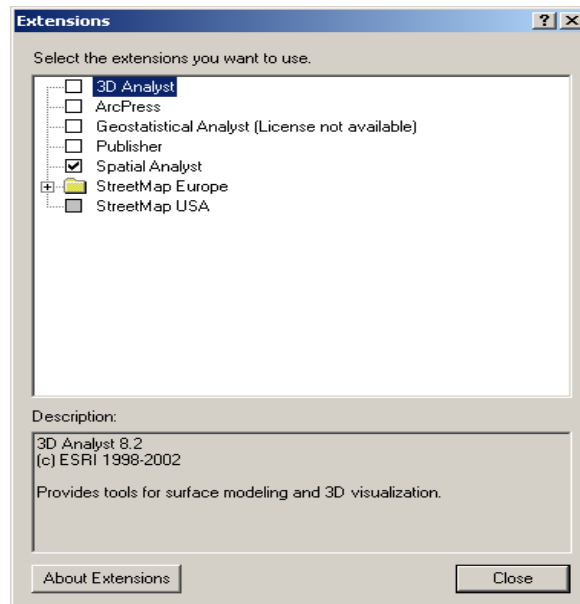 Extensions
Select the extensions you want to use.
3D Analyst
ArcPress
Geostatistical Analyst (License not available)
Publisher
Spatial Analyst
StreetMap Europe
StreetMap USA
Description:
3D Analyst 8.2
(c) ESRI 1998-2002
Provides tools for surface modeling and 3D visualization.
About Extensions
Close